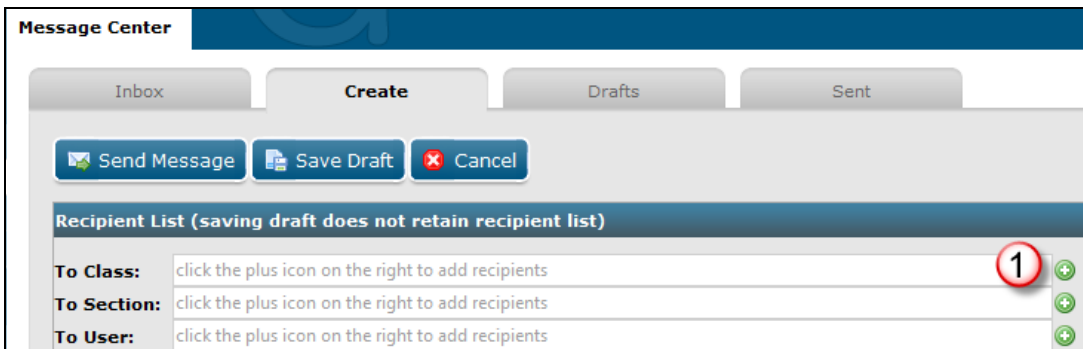 Message Center
Inbox Create Drafts Sent
Send Message Save Draft Cancel
Recipient List (saving draft does not retain recipient list)
To Class: click the plus icon on the right to add recipients 1
To Section: click the plus icon on the right to add recipients
To User: click the plus icon on the right to add recipients